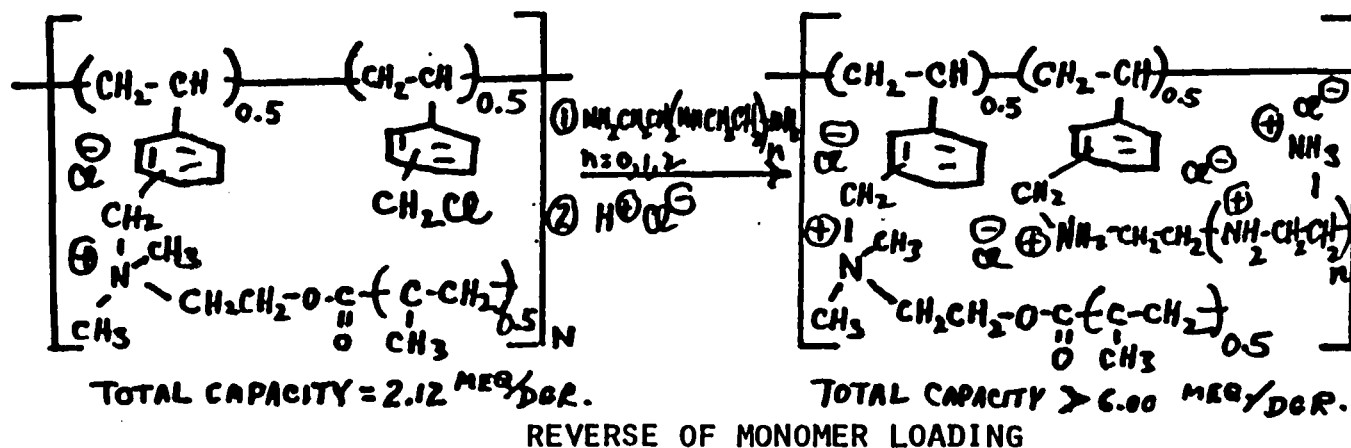 (CH₂-CH)₀.₅ (CH₂-CH)₀.₅
Cl⊖
CH₂
⊕ N CH₃
CH₃
CH₂Cl
CH₂CH₂-O-C(C-CH₂)₀.₅
O CH₃
N
① NH₂CH₂CH₂(NHCH₂CH₂)ₙNH₂
n=0,1,2
② H⊕Cl⊖
(CH₂-CH)₀.₅(CH₂-CH)₀.₅
Cl⊖
CH₂
⊕
N CH₃
CH₃
CH₂
Cl⊖ ⊕ NH₂-CH₂-CH₂(NH₂-CH₂CH₂)ₙ
⊕
Cl⊖
NH₃ ⊕ Cl⊖
CH₂CH₂-O-C(C-CH₂)₀.₅
O CH₃
TOTAL CAPACITY = 2.12 MEQ/DGR.
TOTAL CAPACITY > 6.00 MEQ/DGR.
REVERSE OF MONOMER LOADING